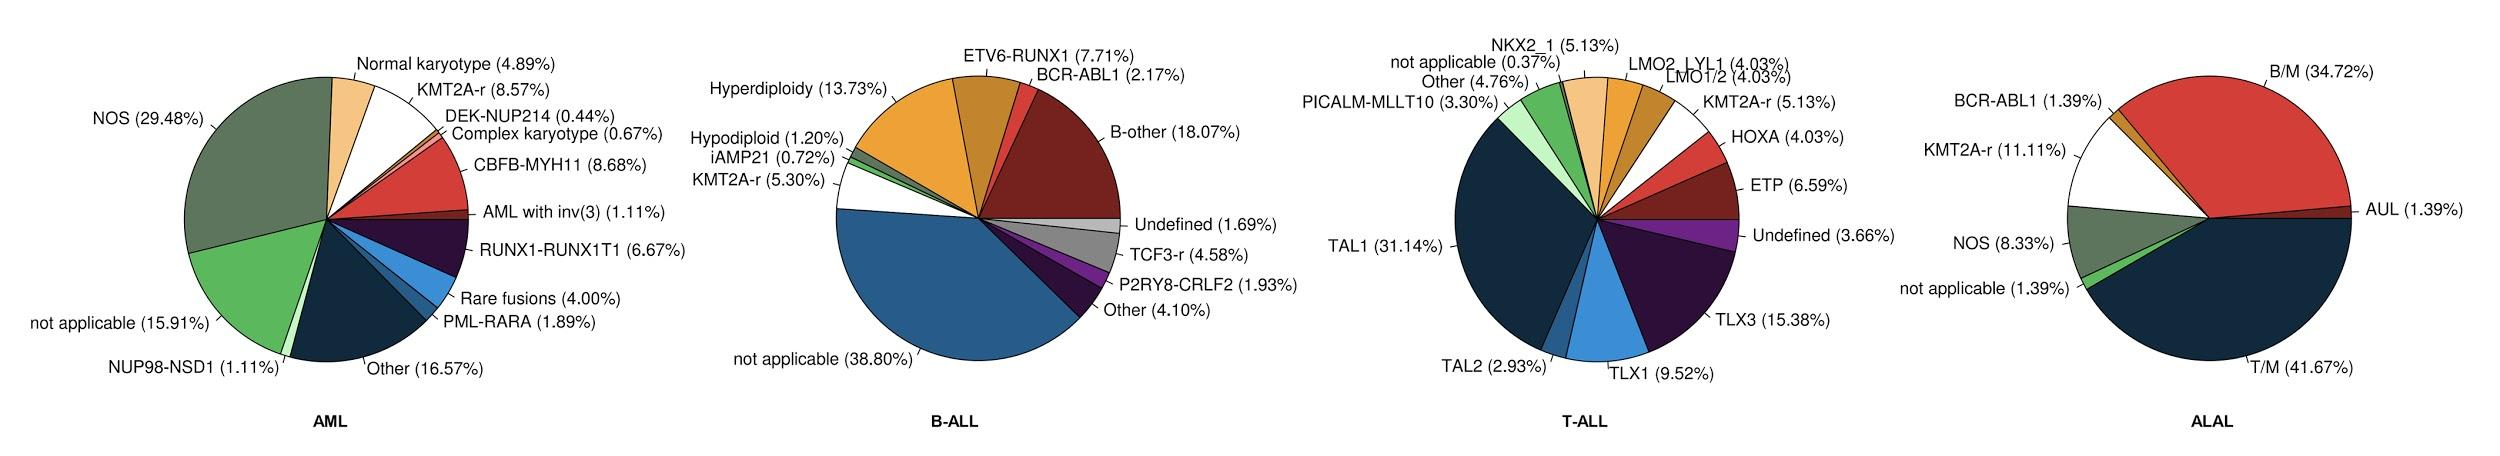 Normal karyotype (4.89%)
KMT2A-r (8.57%)
DEK-NUP214 (0.44%)
Complex karyotype (0.67%)
CBFB-MYH11 (8.68%)
AML with inv(3) (1.11%)
RUNX1-RUNX1T1 (6.67%)
Rare fusions (4.00%)
PML-RARA (1.89%)
Other (16.57%)
NUP98-NSD1 (1.11%)
not applicable (15.91%)
NOS (29.48%)
AML
ETV6-RUNX1 (7.71%)
BCR-ABL1 (2.17%)
B-other (18.07%)
Undefined (1.69%)
TCF3-r (4.58%)
P2RY8-CRLF2 (1.93%)
Other (4.10%)
not applicable (38.80%)
KMT2A-r (5.30%)
iAMP21 (0.72%)
Hypodiploid (1.20%)
Hyperdiploidy (13.73%)
B-ALL
NKX2_1 (5.13%)
LMO2_LYL1 (4.03%)
LMO1/2 (4.03%)
KMT2A-r (5.13%)
HOXA (4.03%)
ETP (6.59%)
Undefined (3.66%)
TLX3 (15.38%)
TLX1 (9.52%)
TAL2 (2.93%)
TAL1 (31.14%)
PICALM-MLLT10 (3.30%)
Other (4.76%)
not applicable (0.37%)
T-ALL
B/M (34.72%)
AUL (1.39%)
T/M (41.67%)
not applicable (1.39%)
NOS (8.33%)
KMT2A-r (11.11%)
BCR-ABL1 (1.39%)
ALAL